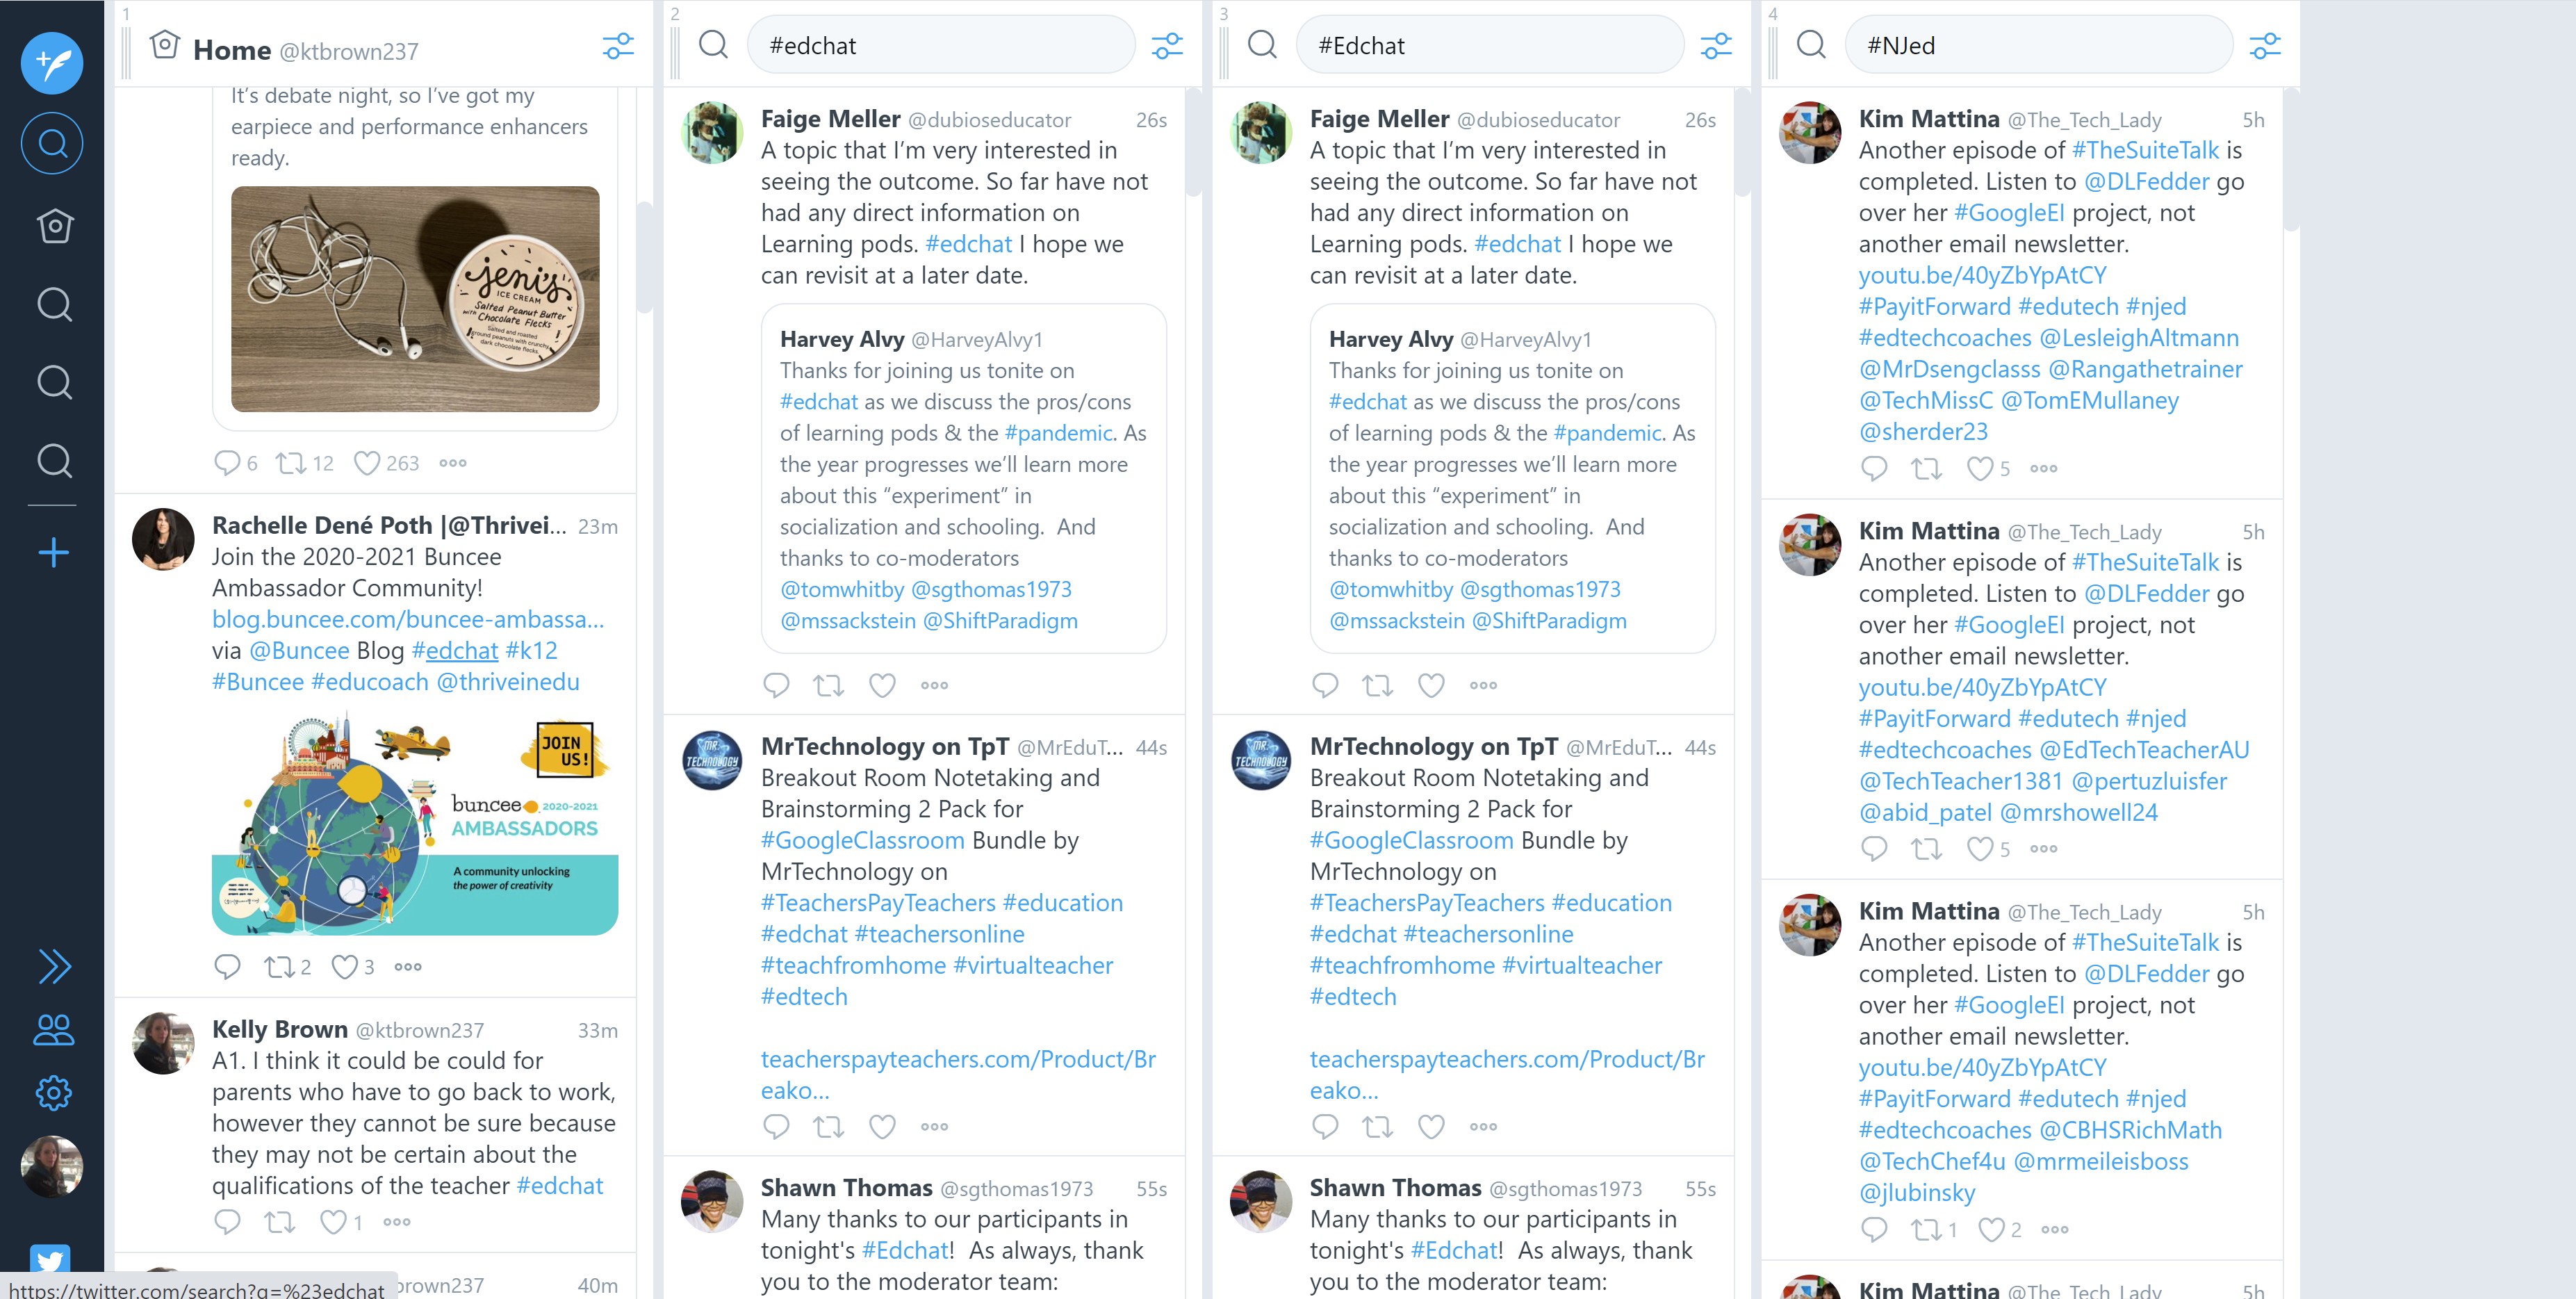 1
Home @ktbrown237
It's debate night, so I've got my
earpiece and performance enhancers
ready.
jeni's
ICE CREAM
Salted Peanut Butter
with Chocolate Flecks
Salted and roasted
ground peanuts with crunchy
dark chocolate flecks.
6 12 263
Rachelle Dené Poth |@Thrivei... 23m
Join the 2020-2021 Buncee
Ambassador Community!
blog.buncee.com/buncee-ambassa...
via @Buncee Blog #edchat #k12
#Buncee #educoach @thriveinedu
JOIN
US!
buncee 2020-2021
AMBASSADORS
A community unlocking
the power of creativity
2 3
Kelly Brown @ktbrown237 33m
A1. I think it could be could for
parents who have to go back to work,
however they cannot be sure because
they may not be certain about the
qualifications of the teacher #edchat
1
brown237 40m
https://twitter.com/search?q=%23edchat
2
#edchat
Faige Meller @dubioseducator 26s
A topic that I'm very interested in
seeing the outcome. So far have not
had any direct information on
Learning pods. #edchat I hope we
can revisit at a later date.
Harvey Alvy @HarveyAlvy1
Thanks for joining us tonite on
#edchat as we discuss the pros/cons
of learning pods & the #pandemic. As
the year progresses we'll learn more
about this “experiment” in
socialization and schooling. And
thanks to co-moderators
@tomwhitby @sgthomas1973
@mssackstein @ShiftParadigm
MR.
TECHNOLOGY
MrTechnology on TpT @MrEduT... 44s
Breakout Room Notetaking and
Brainstorming 2 Pack for
#GoogleClassroom Bundle by
MrTechnology on
#TeachersPayTeachers #education
#edchat #teachersonline
#teachfromhome #virtualteacher
#edtech
teacherspayteachers.com/Product/Br
eako...
Shawn Thomas @sgthomas1973 55s
Many thanks to our participants in
tonight's #Edchat! As always, thank
you to the moderator team:
3
#Edchat
Faige Meller @dubioseducator 26s
A topic that I'm very interested in
seeing the outcome. So far have not
had any direct information on
Learning pods. #edchat I hope we
can revisit at a later date.
Harvey Alvy @HarveyAlvy1
Thanks for joining us tonite on
#edchat as we discuss the pros/cons
of learning pods & the #pandemic. As
the year progresses we'll learn more
about this “experiment” in
socialization and schooling. And
thanks to co-moderators
@tomwhitby @sgthomas1973
@mssackstein @ShiftParadigm
MR.
TECHNOLOGY
MrTechnology on TpT @MrEduT... 44s
Breakout Room Notetaking and
Brainstorming 2 Pack for
#GoogleClassroom Bundle by
MrTechnology on
#TeachersPayTeachers #education
#edchat #teachersonline
#teachfromhome #virtualteacher
#edtech
teacherspayteachers.com/Product/Br
eako...
Shawn Thomas @sgthomas1973 55s
Many thanks to our participants in
tonight's #Edchat! As always, thank
you to the moderator team:
4
#NJed
Kim Mattina @The_Tech_Lady 5h
Another episode of #TheSuiteTalk is
completed. Listen to @DLFedder go
over her #GoogleEI project, not
another email newsletter.
youtu.be/40yZbYpAtCY
#PayitForward #edutech #njed
#edtechcoaches @LesleighAltmann
@MrDsengclasss @Rangathetrainer
@TechMissC @TomEMullaney
@sherder23
5
Kim Mattina @The_Tech_Lady 5h
Another episode of #TheSuiteTalk is
completed. Listen to @DLFedder go
over her #GoogleEI project, not
another email newsletter.
youtu.be/40yZbYpAtCY
#PayitForward #edutech #njed
#edtechcoaches @EdTechTeacherAU
@TechTeacher1381 @pertuzluisfer
@abid_patel @mrshowell24
5
Kim Mattina @The_Tech_Lady 5h
Another episode of #TheSuiteTalk is
completed. Listen to @DLFedder go
over her #GoogleEI project, not
another email newsletter.
youtu.be/40yZbYpAtCY
#PayitForward #edutech #njed
#edtechcoaches @CBHSRichMath
@TechChef4u @mrmeileisboss
@jlubinsky
1 2
Kim Mattina @The_Tech_Lady 5h